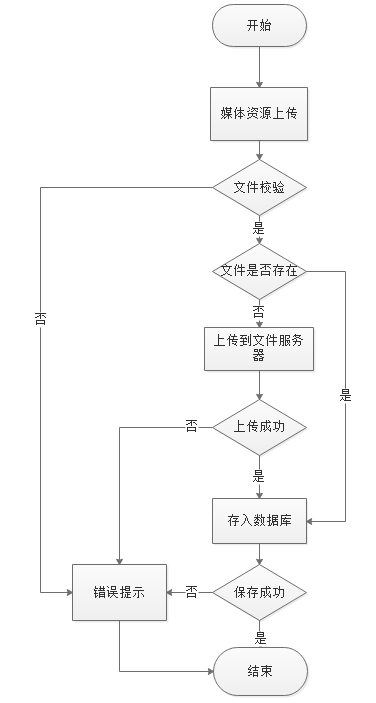 开始
媒体资源上传
文件校验
是
文件是否存在
否
否
上传到文件服务
器
是
上传成功
否
是
存入数据库
错误提示
否
保存成功
是
结束